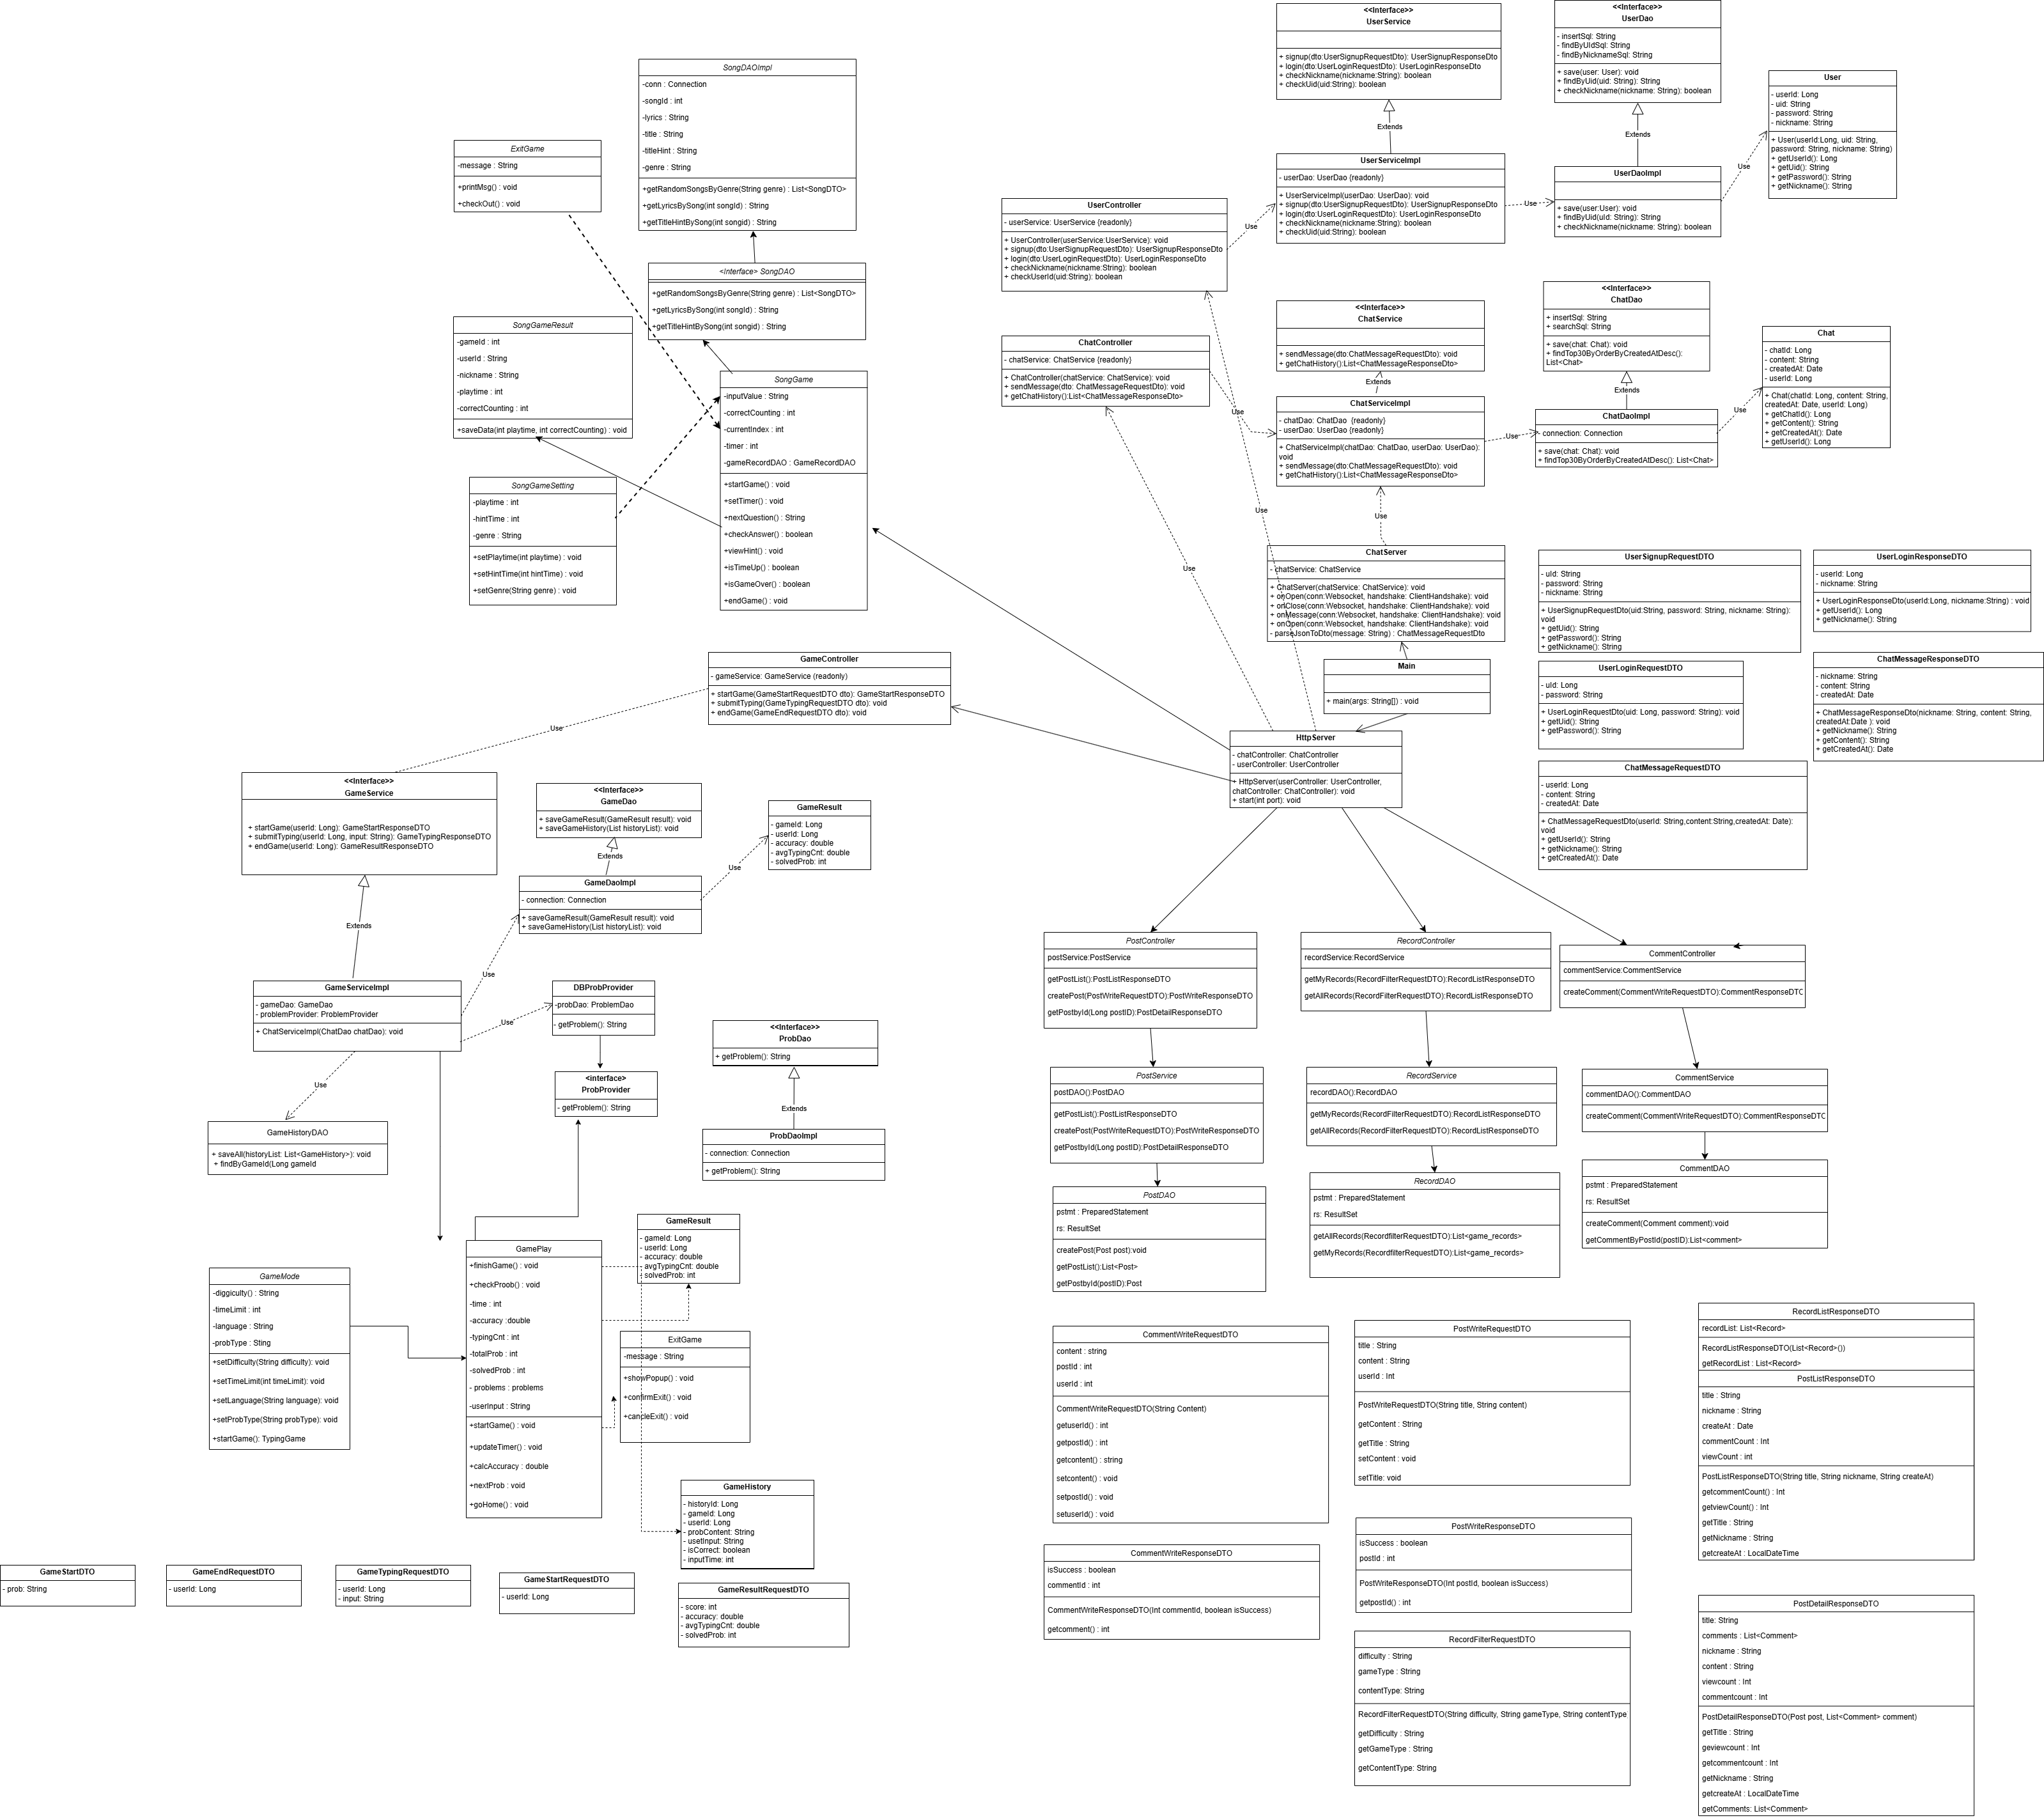 <<Interface>>
UserService
+ signup(dto:UserSignupRequestDto): UserSignupResponseDto
+ login(dto:UserLoginRequestDto): UserLoginResponseDto
+ checkNickname(nickname:String): boolean
+ checkUid(uid:String): boolean
<<Interface>>
UserDao
- insertSql: String
- findByUIdSql: String
- findByNicknameSql: String
+ save(user: User): void
+ findByUid(uid: String): String
+ checkNickname(nickname: String): boolean
User
- userId: Long
- uid: String
- password: String
- nickname: String
+ User(userId:Long, uid: String,
password: String, nickname: String)
+ getUserId(): Long
+ getUid(): String
+ getPassword(): String
+ getNickname(): String
Extends
Extends
Use
UserServiceImpl
- userDao: UserDao {readonly}
+ UserServiceImpl(userDao: UserDao): void
+ signup(dto:UserSignupRequestDto): UserSignupResponseDto
+ login(dto:UserLoginRequestDto): UserLoginResponseDto
+ checkNickname(nickname:String): boolean
+ checkUid(uid:String): boolean
Use
UserDaoImpl
+ save(user:User): void
+ findByUid(uId: String): String
+ checkNickname(nickname: String): boolean
UserController
- userService: UserService {readonly}
+ UserController(userService:UserService): void
+ signup(dto:UserSignupRequestDto): UserSignupResponseDto
+ login(dto:UserLoginRequestDto): UserLoginResponseDto
+ checkNickname(nickname:String): boolean
+ checkUserId(uid:String): boolean
Use
SongDAOImpl
-conn : Connection
-songId : int
-lyrics : String
-title : String
-titleHint : String
-genre : String
+getRandomSongsByGenre(String genre) : List<SongDTO>
+getLyricsBySong(int songId) : String
+getTitleHintBySong(int songid) : String
ExitGame
-message : String
+printMsg() : void
+checkOut() : void
<Interface> SongDAO
+getRandomSongsByGenre(String genre) : List<SongDTO>
+getLyricsBySong(int songId) : String
+getTitleHintBySong(int songid) : String
SongGameResult
-gameId : int
-userId : String
-nickname : String
-playtime : int
-correctCounting : int
+saveData(int playtime, int correctCounting) : void
SongGame
-inputValue : String
-correctCounting : int
-currentIndex : int
-timer : int
-gameRecordDAO : GameRecordDAO
+startGame() : void
+setTimer() : void
+nextQuestion() : String
+checkAnswer() : boolean
+viewHint() : void
+isTimeUp() : boolean
+isGameOver() : boolean
+endGame() : void
SongGameSetting
-playtime : int
-hintTime : int
-genre : String
+setPlaytime(int playtime) : void
+setHintTime(int hintTime) : void
+setGenre(String genre) : void
ChatController
- chatService: ChatService {readonly}
+ ChatController(chatService: ChatService): void
+ sendMessage(dto: ChatMessageRequestDto): void
+ getChatHistory():List<ChatMessageResponseDto>
<<Interface>>
ChatService
+ sendMessage(dto:ChatMessageRequestDto): void
+ getChatHistory():List<ChatMessageResponseDto>
Extends
Use
ChatServiceImpl
- chatDao: ChatDao {readonly}
- userDao: UserDao {readonly}
+ ChatServiceImpl(chatDao: ChatDao, userDao: UserDao):
void
+ sendMessage(dto:ChatMessageRequestDto): void
+ getChatHistory():List<ChatMessageResponseDto>
Use
<<Interface>>
ChatDao
+ insertSql: String
+ searchSql: String
+ save(chat: Chat): void
+ findTop30ByOrderByCreatedAtDesc():
List<Chat>
Extends
ChatDaoImpl
- connection: Connection
+ save(chat: Chat): void
+ findTop30ByOrderByCreatedAtDesc(): List<Chat>
Use
Chat
- chatId: Long
- content: String
- createdAt: Date
- userId: Long
+ Chat(chatId: Long, content: String,
createdAt: Date, userId: Long)
+ getChatId(): Long
+ getContent(): String
+ getCreatedAt(): Date
+ getUserId(): Long
Use
Use
Use
ChatServer
- chatService: ChatService
+ ChatServer(chatService: ChatService): void
+ onOpen(conn:Websocket, handshake: ClientHandshake): void
+ onClose(conn:Websocket, handshake: ClientHandshake): void
+ onMessage(conn:Websocket, handshake: ClientHandshake): void
+ onOpen(conn:Websocket, handshake: ClientHandshake): void
- parseJsonToDto(message: String) : ChatMessageRequestDto
Main
+ main(args: String[]) : void
HttpServer
- chatController: ChatController
- userController: UserController
+ HttpServer(userController: UserController,
chatController: ChatController): void
+ start(int port): void
UserSignupRequestDTO
- uId: String
- password: String
- nickname: String
+ UserSignupRequestDto(uid:String, password: String, nickname: String):
void
+ getUid(): String
+ getPassword(): String
+ getNickname(): String
UserLoginResponseDTO
- userId: Long
- nickname: String
+ UserLoginResponseDto(userId:Long, nickname:String) : void
+ getUserId(): Long
+ getNickname(): String
UserLoginRequestDTO
- uId: Long
- password: String
+ UserLoginRequestDto(uid: Long, password: String): void
+ getUid(): String
+ getPassword(): String
ChatMessageResponseDTO
- nickname: String
- content: String
- createdAt: Date
+ ChatMessageResponseDto(nickname: String, content: String,
createdAt:Date ): void
+ getNickname(): String
+ getContent(): String
+ getCreatedAt(): Date
ChatMessageRequestDTO
- userId: Long
- content: String
- createdAt: Date
+ ChatMessageRequestDto(userId: String,content:String,createdAt: Date):
void
+ getUserId(): String
+ getNickname(): String
+ getCreatedAt(): Date
GameController
- gameService: GameService (readonly)
+ startGame(GameStartRequestDTO dto): GameStartResponseDTO
+ submitTyping(GameTypingRequestDTO dto): void
+ endGame(GameEndRequestDTO dto): void
Use
<<Interface>>
GameService
+ startGame(userId: Long): GameStartResponseDTO
+ submitTyping(userId: Long, input: String): GameTypingResponseDTO
+ endGame(userId: Long): GameResultResponseDTO
Extends
<<Interface>>
GameDao
+ saveGameResult(GameResult result): void
+ saveGameHistory(List historyList): void
Extends
GameDaoImpl
- connection: Connection
+ saveGameResult(GameResult result): void
+ saveGameHistory(List historyList): void
Use
GameResult
- gameId: Long
- userId: Long
- accuracy: double
- avgTypingCnt: double
- solvedProb: int
GameServiceImpl
- gameDao: GameDao
- problemProvider: ProblemProvider
+ ChatServiceImpl(ChatDao chatDao): void
Use
Use
Use
DBProbProvider
-probDao: ProblemDao
- getProblem(): String
<interface>
ProbProvider
- getProblem(): String
<<Interface>>
ProbDao
+ getProblem(): String
Extends
ProbDaoImpl
- connection: Connection
+ getProblem(): String
GameHistoryDAO
+ saveAll(historyList: List<GameHistory>): void
+ findByGameId(Long gameId
PostController
postService:PostService
getPostList():PostListResponseDTO
createPost(PostWriteRequestDTO):PostWriteResponseDTO
getPostbyId(Long postID):PostDetailResponseDTO
RecordController
recordService:RecordService
getMyRecords(RecordFilterRequestDTO):RecordListResponseDTO
getAllRecords(RecordFilterRequestDTO):RecordListResponseDTO
CommentController
commentService:CommentService
createComment(CommentWriteRequestDTO):CommentResponseDTO
PostService
postDAO():PostDAO
getPostList():PostListResponseDTO
createPost(PostWriteRequestDTO):PostWriteResponseDTO
getPostbyId(Long postID):PostDetailResponseDTO
RecordService
recordDAO():RecordDAO
getMyRecords(RecordFilterRequestDTO):RecordListResponseDTO
getAllRecords(RecordFilterRequestDTO):RecordListResponseDTO
CommentService
commentDAO():CommentDAO
createComment(CommentWriteRequestDTO):CommentResponseDTO
PostDAO
pstmt : PreparedStatement
rs: ResultSet
createPost(Post post):void
getPostList():List<Post>
getPostbyId(postID):Post
RecordDAO
pstmt : PreparedStatement
rs: ResultSet
getAllRecords(RecordfilterRequestDTO):List<game_records>
getMyRecords(RecordfilterRequestDTO):List<game_records>
CommentDAO
pstmt : PreparedStatement
rs: ResultSet
createComment(Comment comment):void
getCommentByPostId(postID):List<comment>
GameMode
-diggiculty() : String
-timeLimit : int
-language : String
-probType : Sting
+setDifficulty(String difficulty): void
+setTimeLimit(int timeLimit): void
+setLanguage(String language): void
+setProbType(String probType): void
+startGame(): TypingGame
GamePlay
+finishGame() : void
+checkProob() : void
-time : int
-accuracy :double
-typingCnt : int
-totalProb : int
-solvedProb : int
- problems : problems
-userInput : String
+startGame() : void
+updateTimer() : void
+calcAccuracy : double
+nextProb : void
+goHome() : void
GameResult
- gameId: Long
- userId: Long
- accuracy: double
avgTypingCnt: double
- solvedProb: int
ExitGame
-message : String
+showPopup() : void
+confirmExit() : void
+cancleExit() : void
GameHistory
- historyId: Long
- gameId: Long
- userId: Long
- probContent: String
- usetInput: String
- isCorrect: boolean
- inputTime: int
GameStartDTO
- prob: String
GameEndRequestDTO
- userId: Long
GameTypingRequestDTO
- userId: Long
- input: String
GameStartRequestDTO
- userId: Long
GameResultRequestDTO
- score: int
- accuracy: double
- avgTypingCnt: double
- solvedProb: int
CommentWriteRequestDTO
content : string
postId : int
userId : int
CommentWriteRequestDTO(String Content)
getuserId() : int
getpostId() : int
getcontent() : string
setcontent() : void
setpostId() : void
setuserId() : void
CommentWriteResponseDTO
isSuccess : boolean
commentId : int
CommentWriteResponseDTO(Int commentId, boolean isSuccess)
getcomment() : int
PostWriteRequestDTO
title : String
content : String
userId : Int
PostWriteRequestDTO(String title, String content)
getContent : String
getTitle : String
setContent : void
setTitle: void
PostWriteResponseDTO
isSuccess : boolean
postId : int
PostWriteResponseDTO(Int postId, boolean isSuccess)
getpostId() : int
RecordFilterRequestDTO
difficulty : String
gameType : String
contentType: String
RecordFilterRequestDTO(String difficulty, String gameType, String contentType
getDifficulty : String
getGameType : String
getContentType: String
RecordListResponseDTO
recordList: List<Record>
RecordListResponseDTO(List<Record>())
getRecordList : List<Record>
PostListResponseDTO
title : String
nickname : String
createAt : Date
commentCount : Int
viewCount : Int
PostListResponseDTO(String title, String nickname, String createAt)
getcommentCount() : Int
getviewCount() : Int
getTitle : String
getNickname : String
getcreateAt : LocalDateTime
PostDetailResponseDTO
title: String
comments : List<Comment>
nickname : String
content : String
viewcount : Int
commentcount : Int
PostDetailResponseDTO(Post post, List<Comment> comment)
getTitle : String
geviewcount : Int
getcommentcount : Int
getNickname : String
getcreateAt : LocalDateTime
getComments: List<Comment>